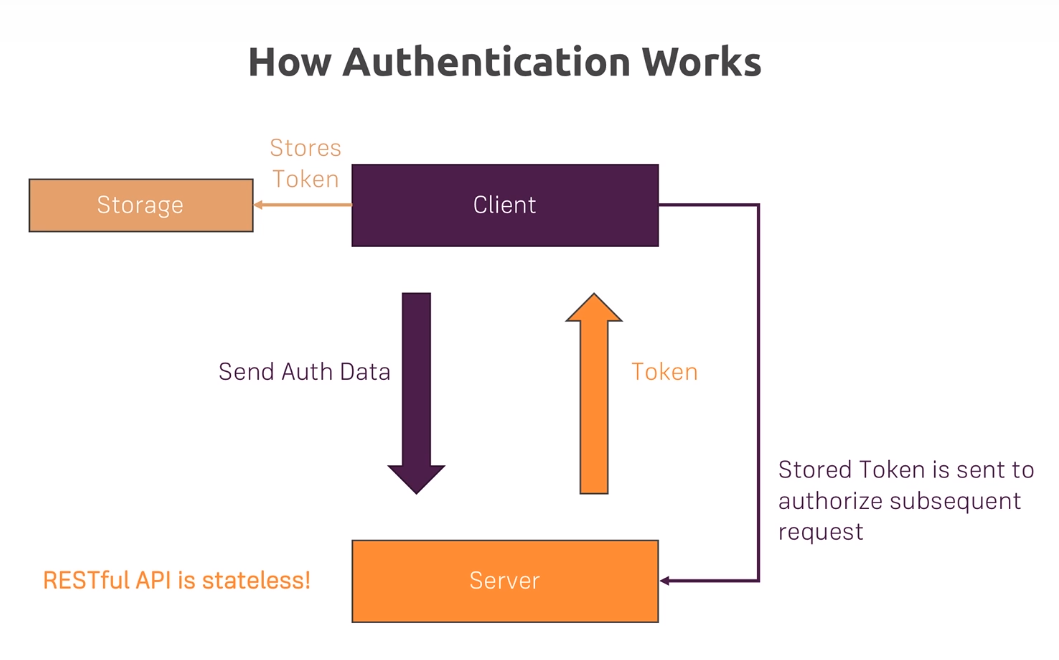 How Authentication Works
Stores
Token
Storage
Client
Send Auth Data
Token
Stored Token is sent to
authorize subsequent
request
RESTful API is stateless!
Server